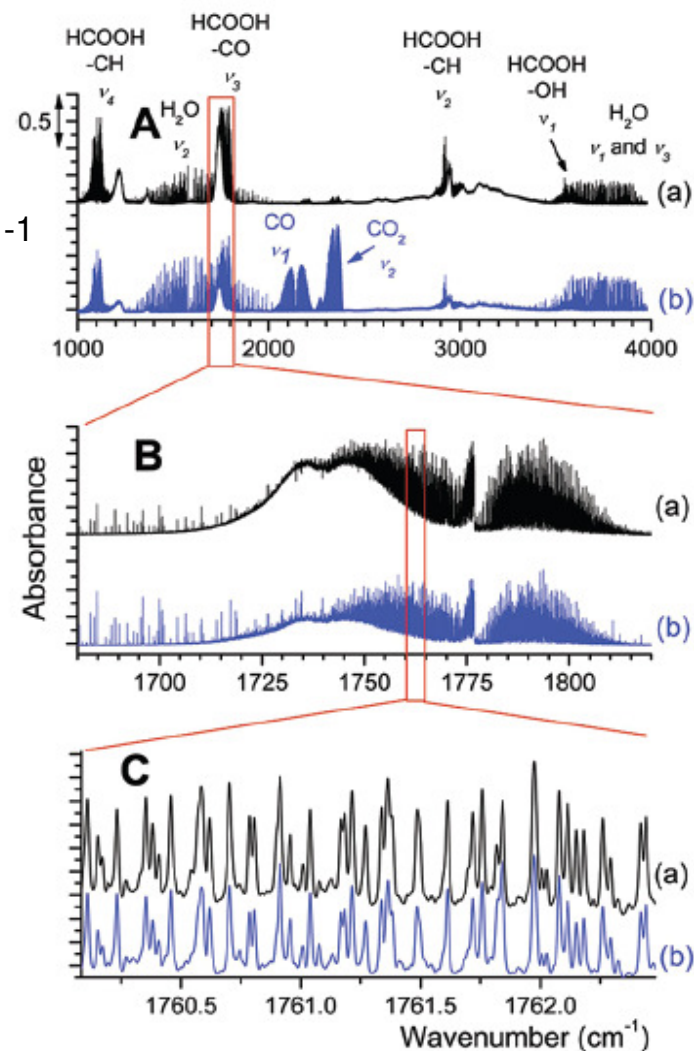 HCOOH
-CH
ν4
H2O
ν2
HCOOH
-CO
ν3
HCOOH
-CH
ν2
HCOOH
-OH
ν1
H2O
ν1 and ν3
0.5
A
(a)
-1
CO
ν1
CO2
ν2
(b)
1000 2000 3000 4000
B
(a)
(b)
Absorbance
1700 1725 1750 1775 1800
C
(a)
(b)
1760.5 1761.0 1761.5 1762.0
Wavenumber (cm-1)